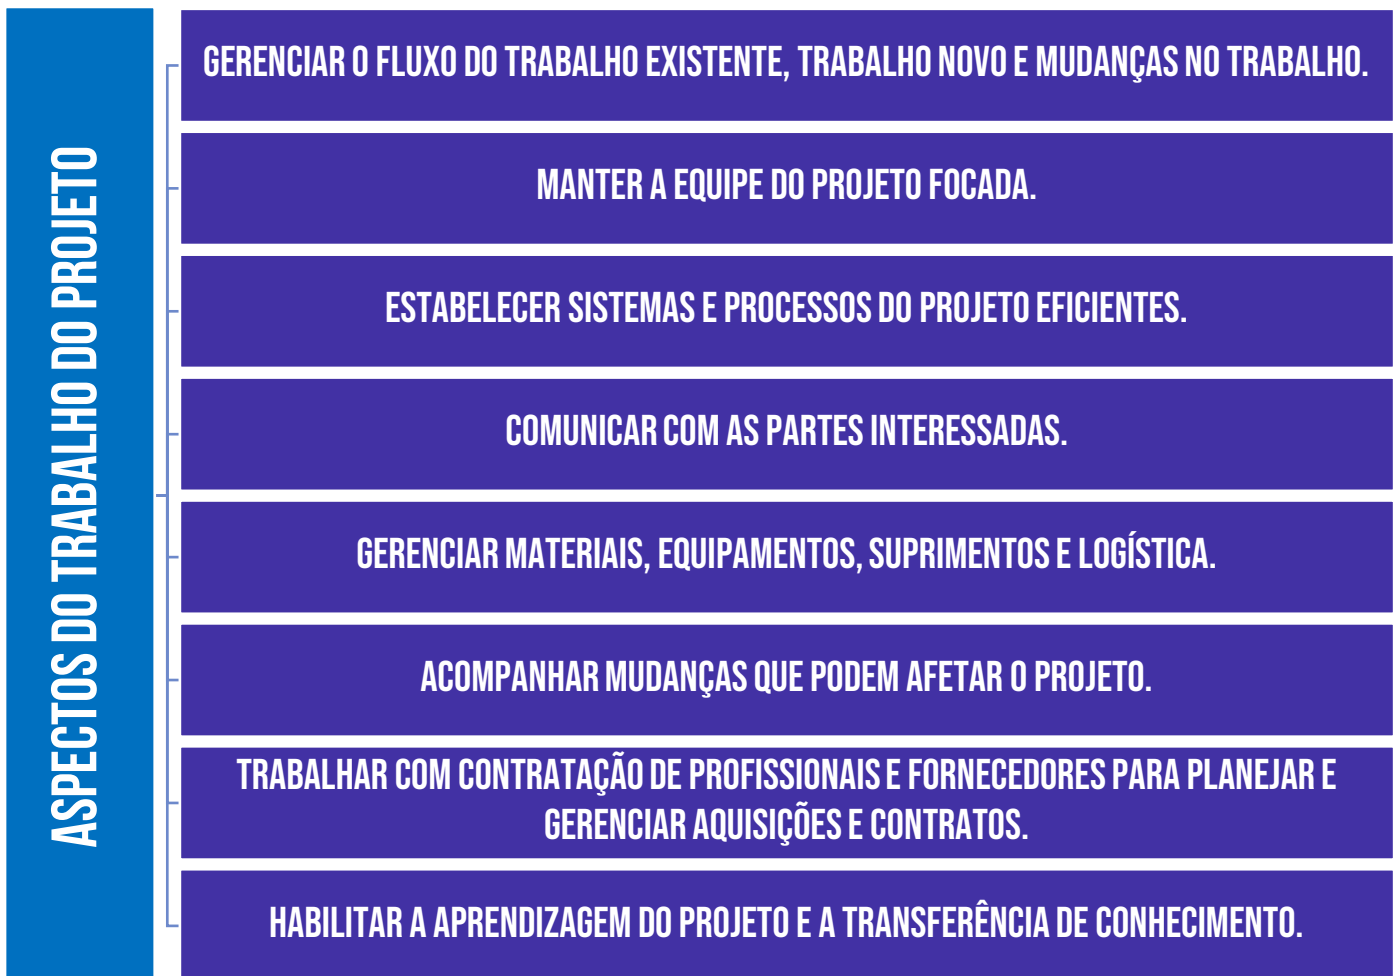 ASPECTOS DO TRABALHO DO PROJETO
GERENCIAR O FLUXO DO TRABALHO EXISTENTE, TRABALHO NOVO E MUDANÇAS NO TRABALHO.
MANTER A EQUIPE DO PROJETO FOCADA.
ESTABELECER SISTEMAS E PROCESSOS DO PROJETO EFICIENTES.
COMUNICAR COM AS PARTES INTERESSADAS.
GERENCIAR MATERIAIS, EQUIPAMENTOS, SUPRIMENTOS E LOGÍSTICA.
ACOMPANHAR MUDANÇAS QUE PODEM AFETAR O PROJETO.
TRABALHAR COM CONTRATAÇÃO DE PROFISSIONAIS E FORNECEDORES PARA PLANEJAR E
GERENCIAR AQUISIÇÕES E CONTRATOS.
HABILITAR A APRENDIZAGEM DO PROJETO E A TRANSFERÊNCIA DE CONHECIMENTO.